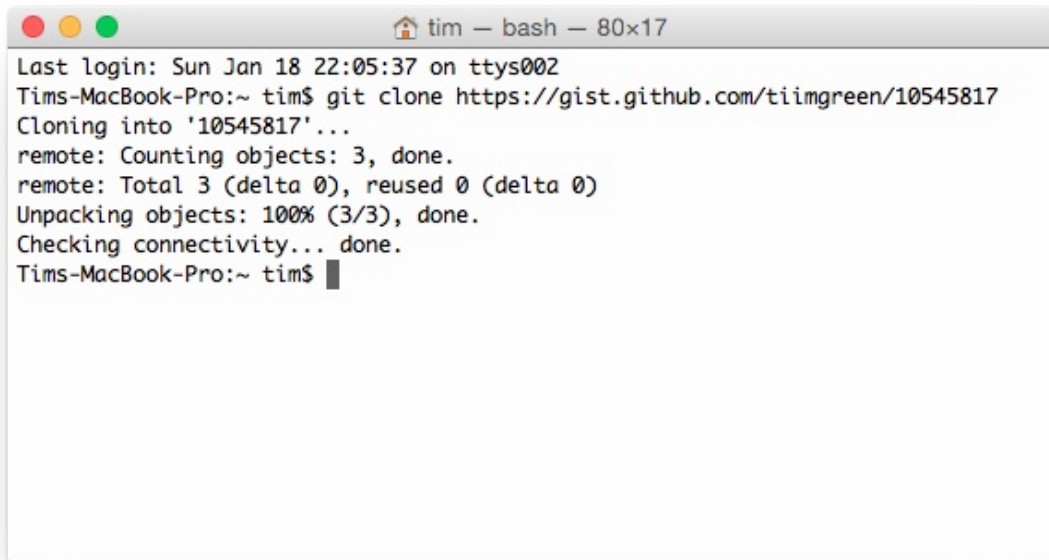 tim — bash — 80×17
Last login: Sun Jan 18 22:05:37 on ttys002
Tims-MacBook-Pro:~ tim$ git clone https://gist.github.com/tiimgreen/10545817
Cloning into '10545817'...
remote: Counting objects: 3, done.
remote: Total 3 (delta 0), reused 0 (delta 0)
Unpacking objects: 100% (3/3), done.
Checking connectivity... done.
Tims-MacBook-Pro:~ tim$